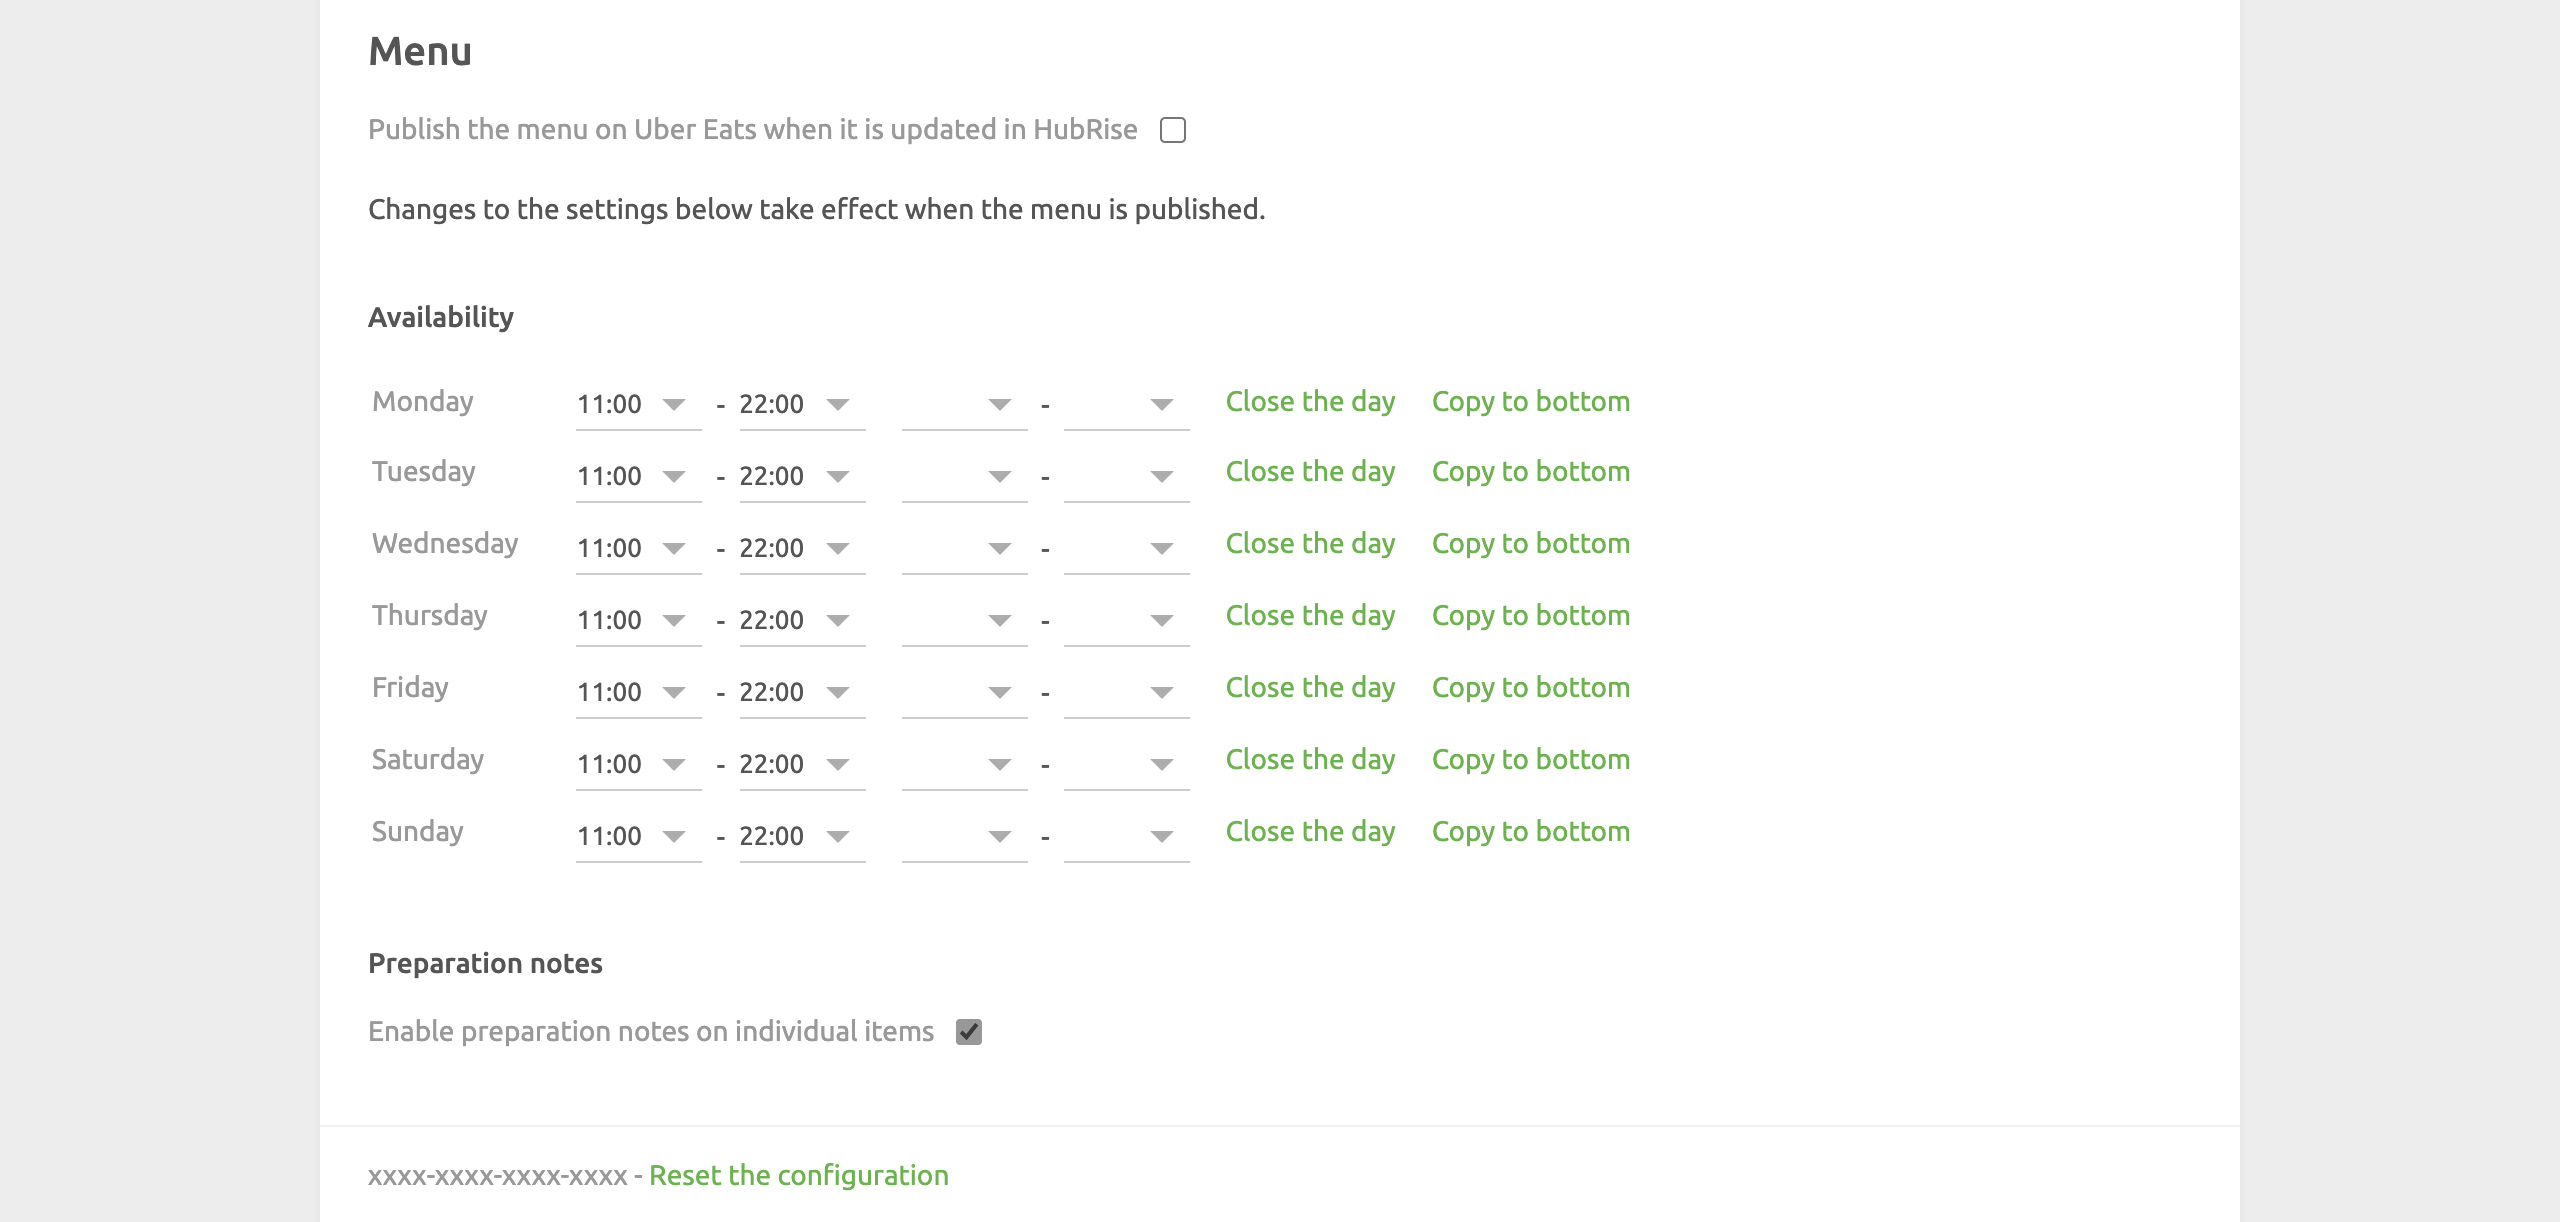 Menu
Publish the menu on Uber Eats when it is updated in HubRise
Changes to the settings below take effect when the menu is published.
Availability
Monday 11:00 - 22:00 - Close the day Copy to bottom
Tuesday 11:00 - 22:00 - Close the day Copy to bottom
Wednesday 11:00 - 22:00 - Close the day Copy to bottom
Thursday 11:00 - 22:00 - Close the day Copy to bottom
Friday 11:00 - 22:00 - Close the day Copy to bottom
Saturday 11:00 - 22:00 - Close the day Copy to bottom
Sunday 11:00 - 22:00 - Close the day Copy to bottom
Preparation notes
Enable preparation notes on individual items
xxxx-xxxx-xxxx-xxxx - Reset the configuration